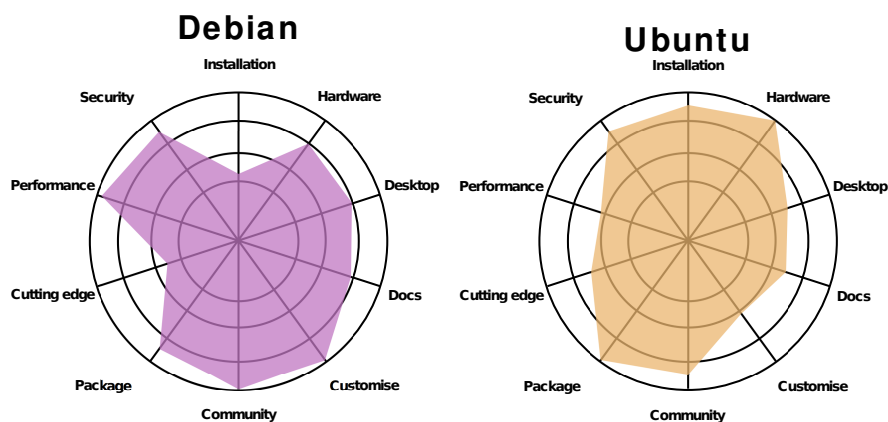 Debian
Installation
Security
Hardware
Performance
Desktop
Cutting edge
Docs
Package
Customise
Community
Ubuntu
Installation
Security
Hardware
Performance
Desktop
Cutting edge
Docs
Package
Customise
Community